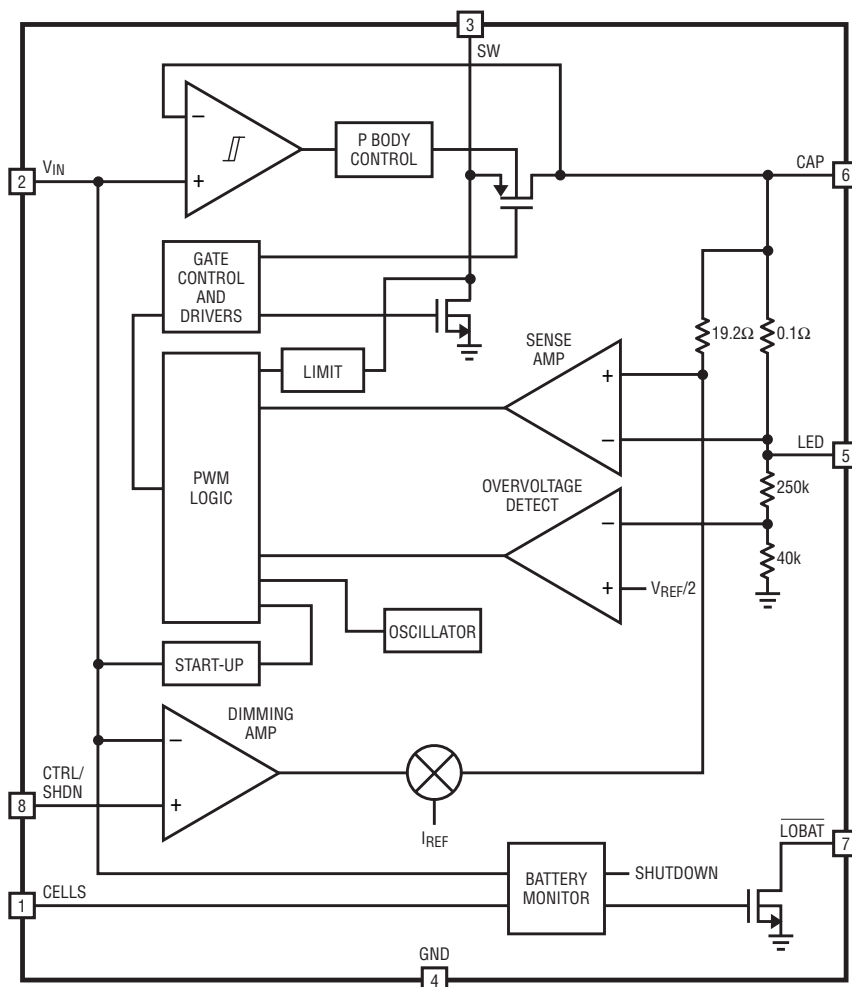 3
SW
−
P BODY
CONTROL
VIN
2
+
CAP
6
GATE
CONTROL
AND
DRIVERS
19.2Ω
0.1Ω
SENSE
AMP
LIMIT
+
−
LED
5
PWM
LOGIC
OVERVOLTAGE
DETECT
250k
−
40k
+
VREF/2
OSCILLATOR
START-UP
DIMMING
AMP
−
CTRL/
SHDN
8
+
IREF
LOBAT
7
BATTERY
MONITOR
SHUTDOWN
CELLS
1
GND
4